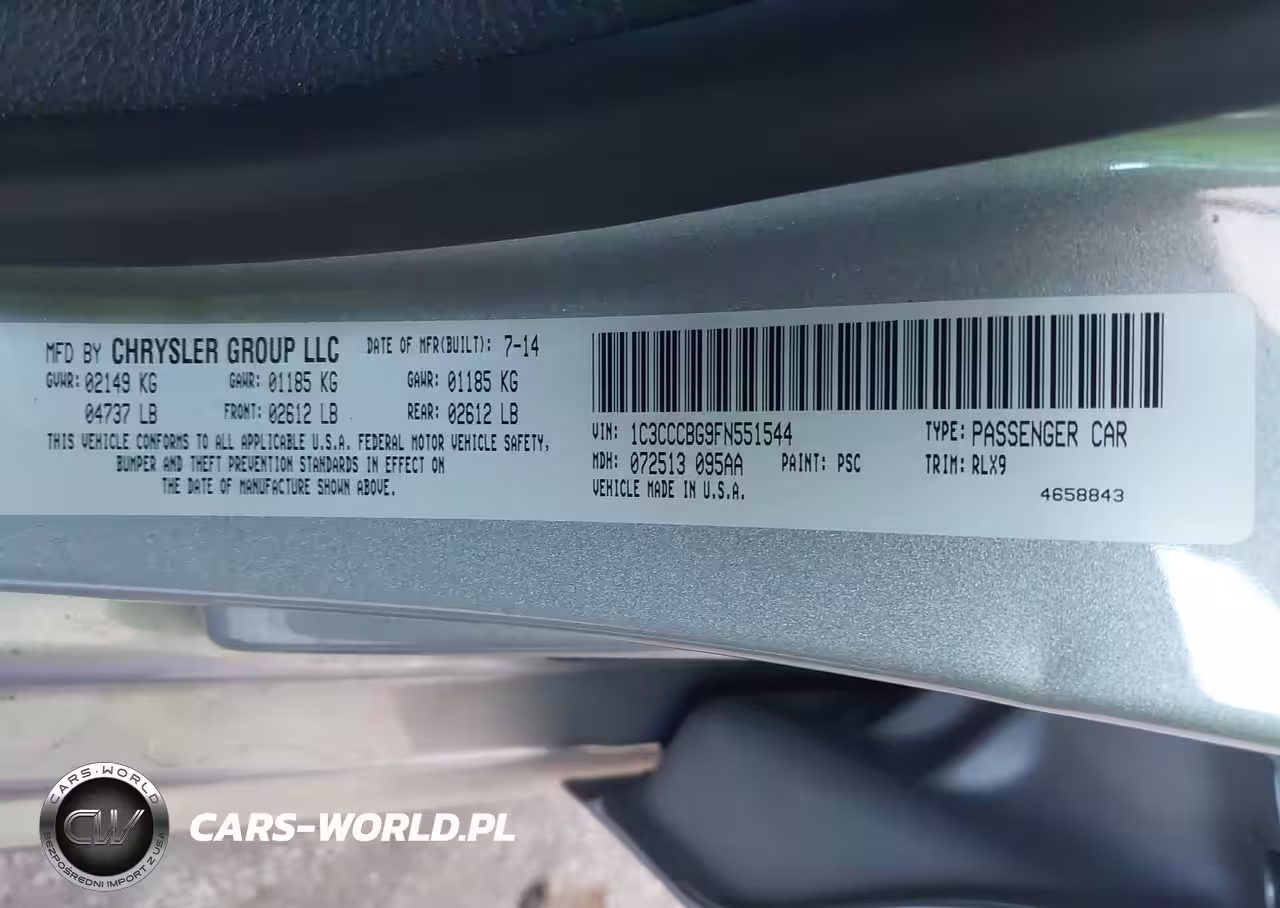 MFD BY CHRYSLER GROUP LLC DATE OF MFR(BUILT): 7-14
GVWR: 02149 KG GAWR: 01185 KG GAWR: 01185 KG
04737 LB FRONT: 02612 LB REAR: 02612 LB
THIS VEHICLE CONFORMS TO ALL APPLICABLE U.S.A. FEDERAL MOTOR VEHICLE SAFETY,
BUMPER AND THEFT PREVENTION STANDARDS IN EFFECT ON
THE DATE OF MANUFACTURE SHOWN ABOVE.
VIN: 1C3CCCBG9FN551544 TYPE: PASSENGER CAR
MDH: 072513 095AA PAINT: PSC TRIM: RLX9
VEHICLE MADE IN U.S.A.
4658843
CARS-WORLD
CW
BEZPOŚREDNI IMPORT Z USA
CARS-WORLD.PL